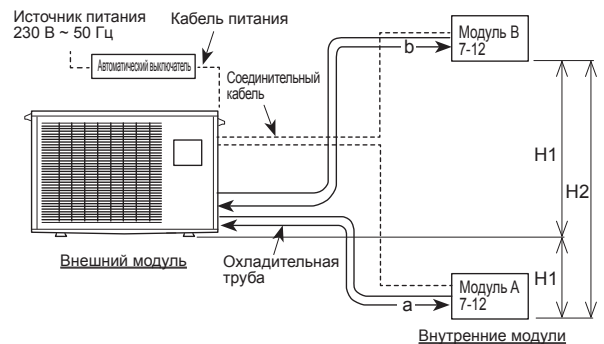 Источник питания
230 В ~ 50 Гц
Кабель питания
Автоматический выключатель
Соединительный
кабель
Модуль B
7-12
b
H1
H2
Внешний модуль
Охладительная
труба
a
Модуль A
7-12
H1
Внутренние модули